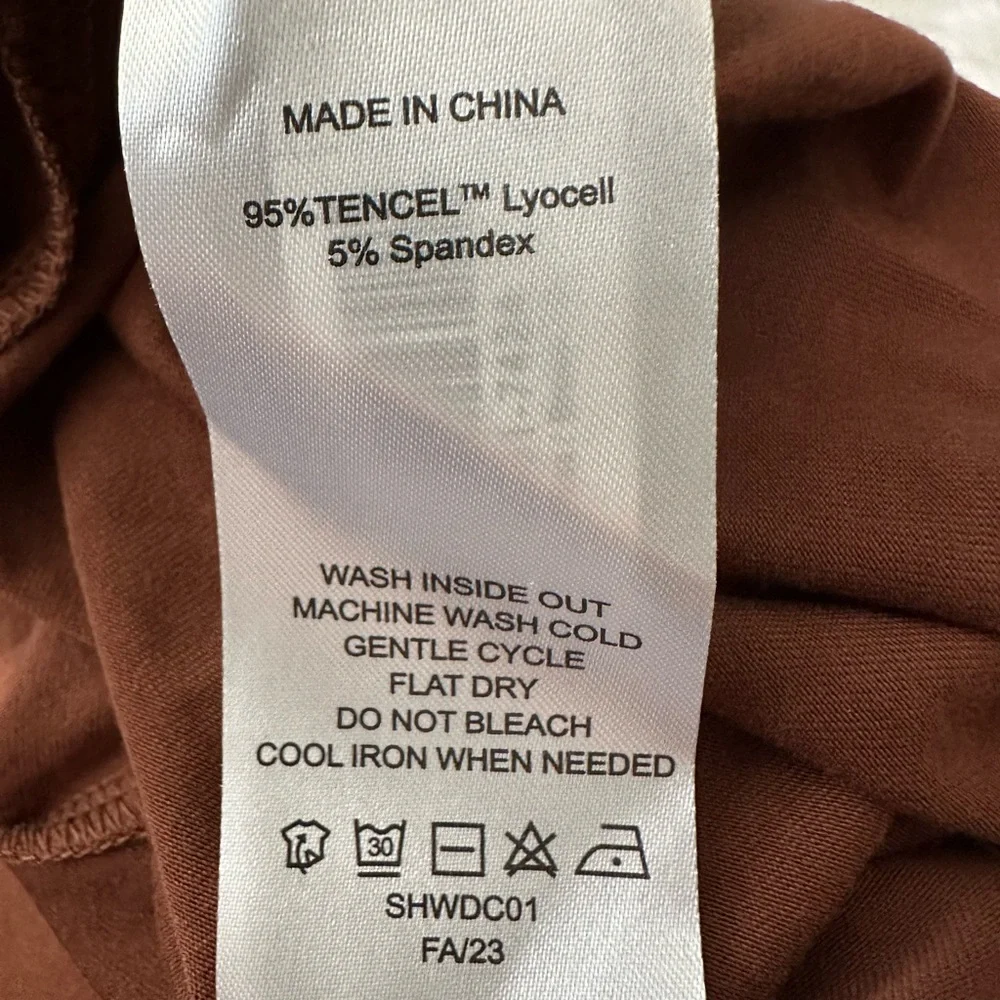 MADE IN CHINA
95%TENCEL™ Lyocell
5% Spandex
WASH INSIDE OUT
MACHINE WASH COLD
GENTLE CYCLE
FLAT DRY
DO NOT BLEACH
COOL IRON WHEN NEEDED
30
SHWDC01
FA/23